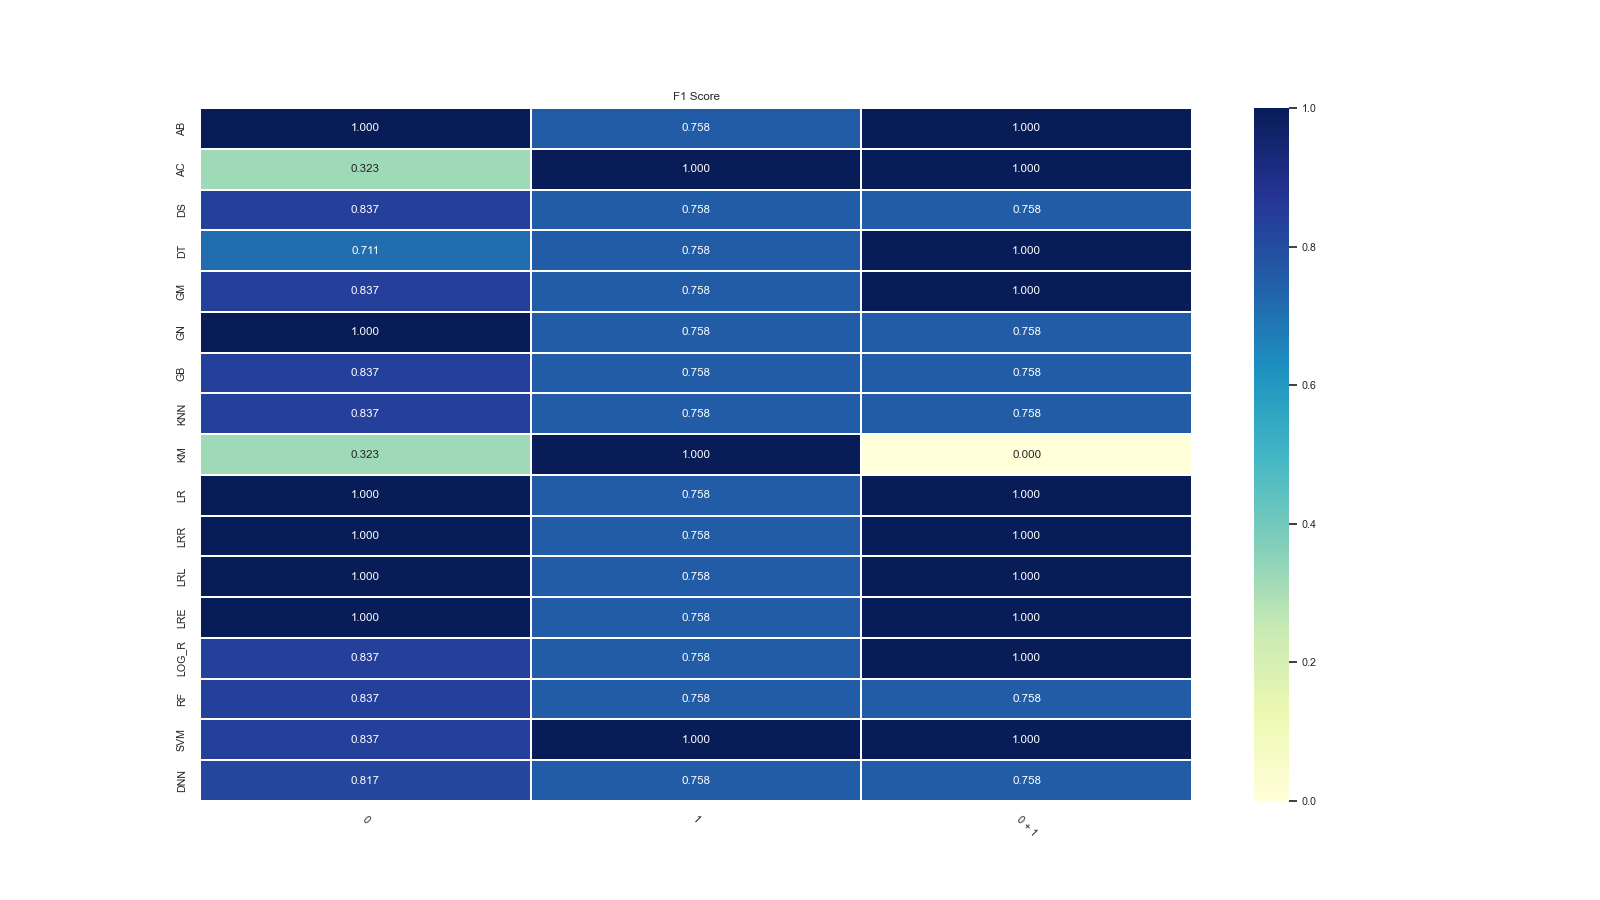 F1 Score
AB 1.000 0.758 1.000 1.0
AC 0.323 1.000 1.000
DS 0.837 0.758 0.758
DT 0.711 0.758 1.000 0.8
GM 0.837 0.758 1.000
GN 1.000 0.758 0.758
GB 0.837 0.758 0.758 0.6
KNN 0.837 0.758 0.758
KM 0.323 1.000 0.000
LR 1.000 0.758 1.000
LRR 1.000 0.758 1.000 0.4
LRL 1.000 0.758 1.000
LRE 1.000 0.758 1.000
LOG_R 0.837 0.758 1.000 0.2
RF 0.837 0.758 0.758
SVM 0.837 1.000 1.000
DNN 0.817 0.758 0.758 0.0
0 1 0 + 1